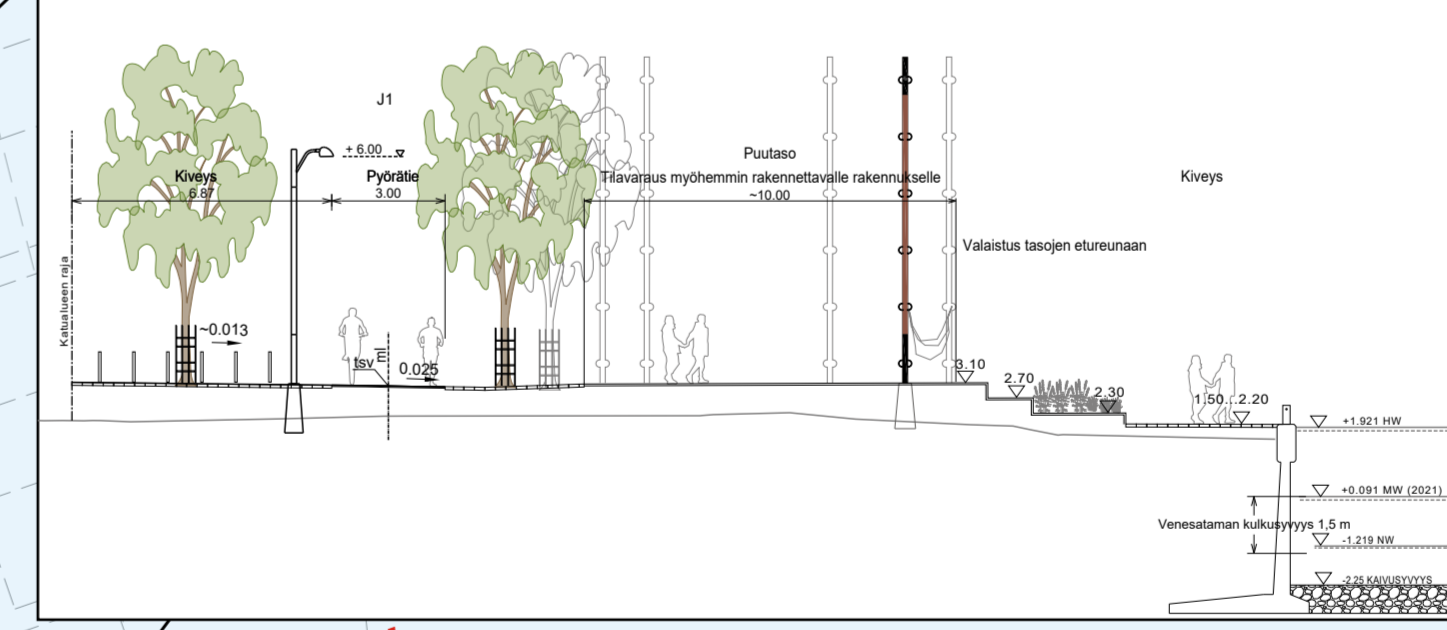 J1
+ 6.00
Kiveys
6.87
Pyörätie
3.00
Puutaso
Tilavaraus myöhemmin rakennettavalle rakennukselle
~10.00
Kiveys
Valaistus tasojen etureunaan
Katualueen raja
~0.013
tsv
ml
0.025
3.10
2.70
2.30
1.50...2.20
+1.921 HW
+0.091 MW (2021)
Venesataman kulkusyvyys 1,5 m
-1.219 NW
-2.25 KAIVUSYVYYS